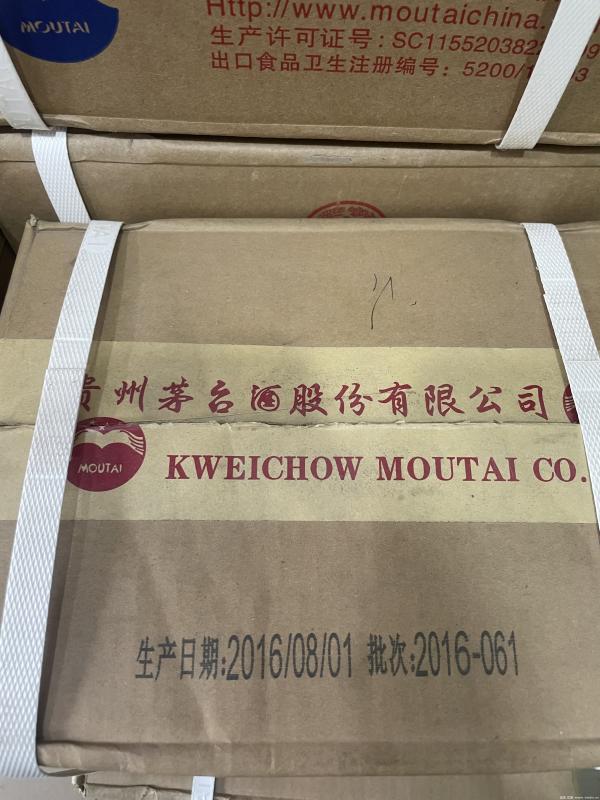 MOUTAI
Http://www.moutaichina.
生产许可证号:SC11552038
出口食品卫生注册编号:5200/
贵州茅台酒股份有限公司
MOUTAI
KWEICHOW MOUTAI CO.
生产日期:2016/08/01 批次:2016-061